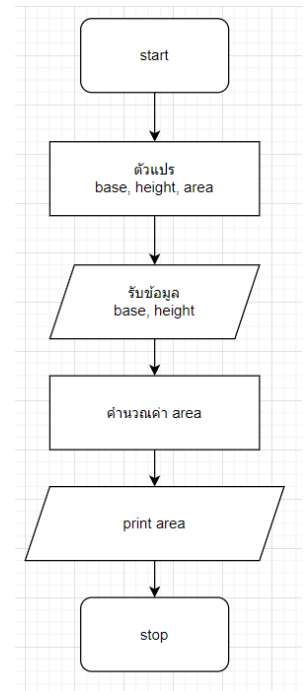 start
ตัวแปร
base, height, area
รับข้อมูล
base, height
คำนวณค่า area
print area
stop